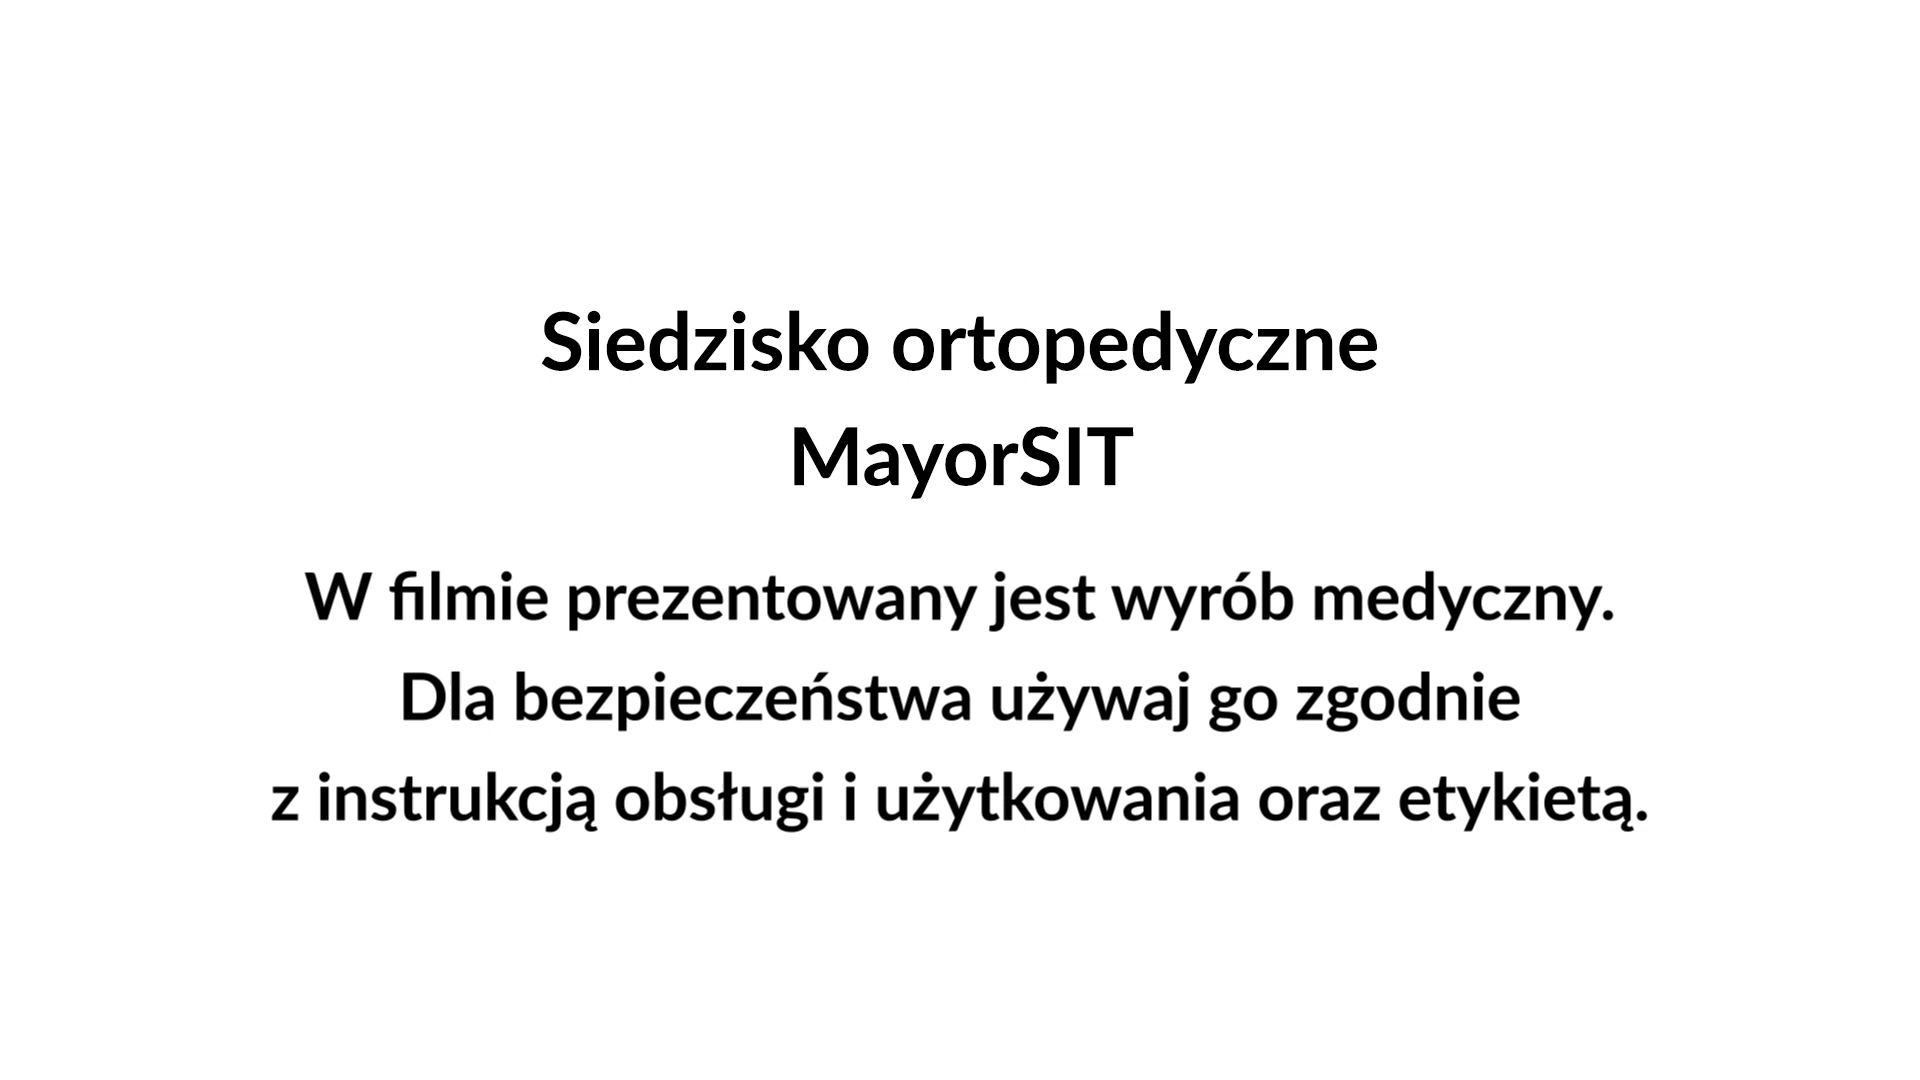 Siedzisko ortopedyczne
MayorSIT
W filmie prezentowany jest wyrób medyczny.
Dla bezpieczeństwa używaj go zgodnie
z instrukcją obsługi i użytkowania oraz etykietą.